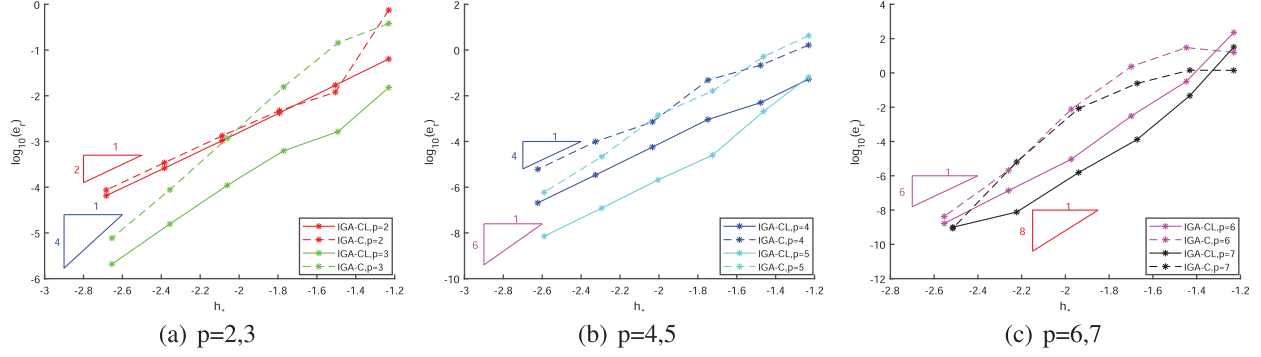 0
-1
-2
-3
-4
-5
-6
log10(er)
1
2
1
4
IGA-CL,p=2
IGA-C,p=2
IGA-CL,p=3
IGA-C,p=3
-3 -2.8 -2.6 -2.4 -2.2 -2 -1.8 -1.6 -1.4 -1.2
h*
(a) p=2,3
2
0
-2
-4
-6
-8
-10
log10(er)
1
4
1
6
IGA-CL,p=4
IGA-C,p=4
IGA-CL,p=5
IGA-C,p=5
-3 -2.8 -2.6 -2.4 -2.2 -2 -1.8 -1.6 -1.4 -1.2
h*
(b) p=4,5
4
2
0
-2
-4
-6
-8
-10
-12
log10(er)
1
6
1
8
IGA-CL,p=6
IGA-C,p=6
IGA-CL,p=7
IGA-C,p=7
-2.8 -2.6 -2.4 -2.2 -2 -1.8 -1.6 -1.4 -1.2
h*
(c) p=6,7